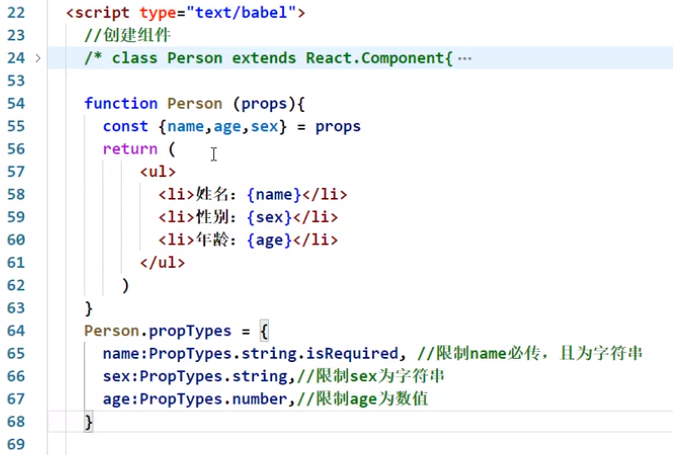 22 <script type="text/babel">
23 //创建组件
24 /* class Person extends React.Component{ ···
53
54 function Person (props){
55 const {name,age,sex} = props
56 return (
57 <ul>
58 <li>姓名：{name}</li>
59 <li>性别：{sex}</li>
60 <li>年龄：{age}</li>
61 </ul>
62 )
63 }
64 Person.propTypes = {
65 name:PropTypes.string.isRequired, //限制name必传，且为字符串
66 sex:PropTypes.string,//限制sex为字符串
67 age:PropTypes.number,//限制age为数值
68 }
69